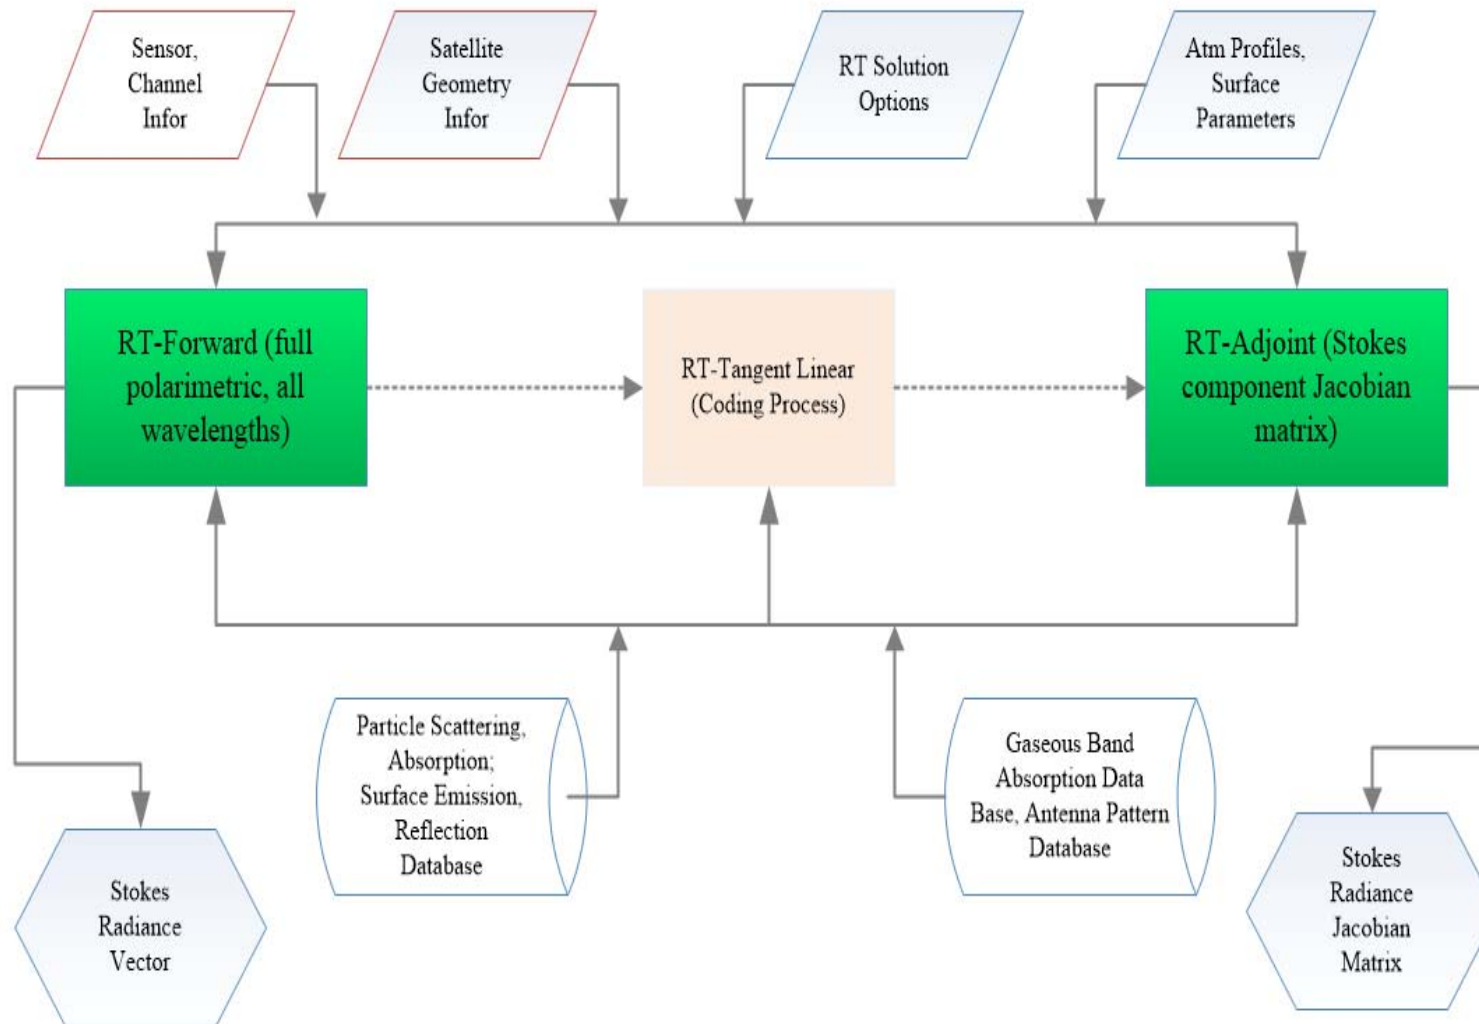 Sensor,
Channel
Infor
Satellite
Geometry
Infor
RT Solution
Options
Atm Profiles,
Surface
Parameters
RT-Forward (full
polarimetric, all
wavelengths)
RT-Tangent Linear
(Coding Process)
RT-Adjoint (Stokes
component Jacobian
matrix)
Particle Scattering,
Absorption;
Surface Emission,
Reflection
Database
Gaseous Band
Absorption Data
Base, Antenna Pattern
Database
Stokes
Radiance
Vector
Stokes
Radiance
Jacobian
Matrix